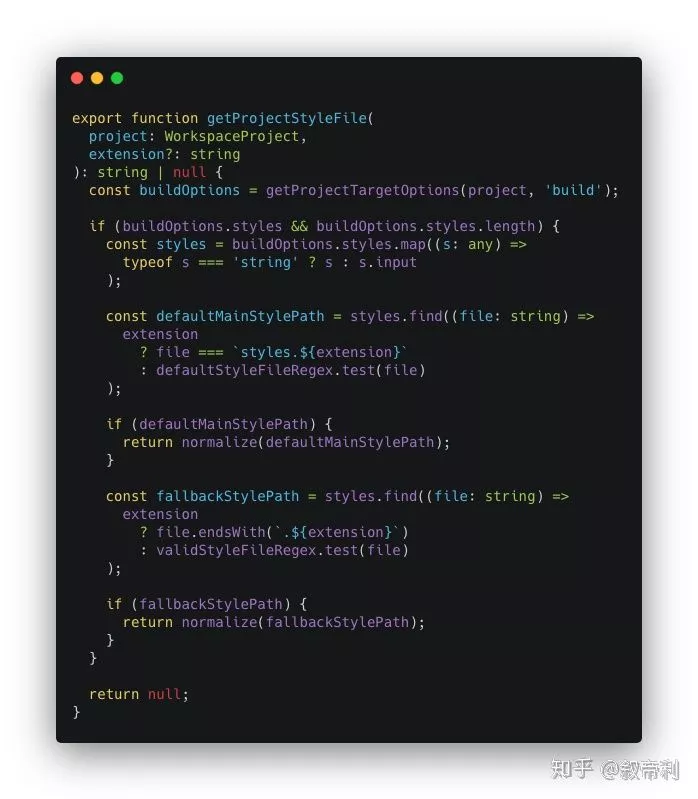 export function getProjectStyleFile(
  project: WorkspaceProject,
  extension?: string
): string | null {
  const buildOptions = getProjectTargetOptions(project, 'build');

  if (buildOptions.styles && buildOptions.styles.length) {
    const styles = buildOptions.styles.map((s: any) =>
      typeof s === 'string' ? s : s.input
    );

    const defaultMainStylePath = styles.find((file: string) =>
      extension
        ? file === `styles.${extension}`
        : defaultStyleFileRegex.test(file)
    );

    if (defaultMainStylePath) {
      return normalize(defaultMainStylePath);
    }

    const fallbackStylePath = styles.find((file: string) =>
      extension
        ? file.endsWith(`.${extension}`)
        : validStyleFileRegex.test(file)
    );

    if (fallbackStylePath) {
      return normalize(fallbackStylePath);
    }
  }

  return null;
}
知乎 @叙帝利